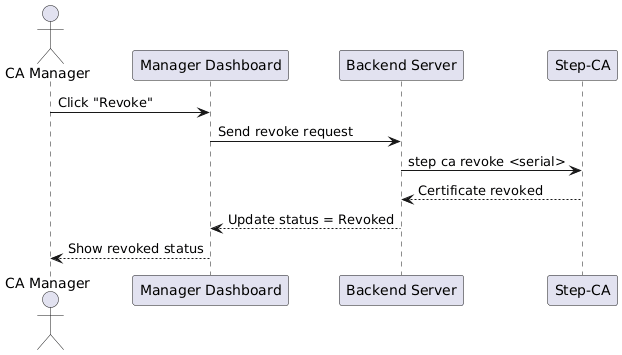 CA Manager
Manager Dashboard
Backend Server
Step-CA
Click "Revoke"
Send revoke request
step ca revoke <serial>
Certificate revoked
Update status = Revoked
Show revoked status
CA Manager
Manager Dashboard
Backend Server
Step-CA